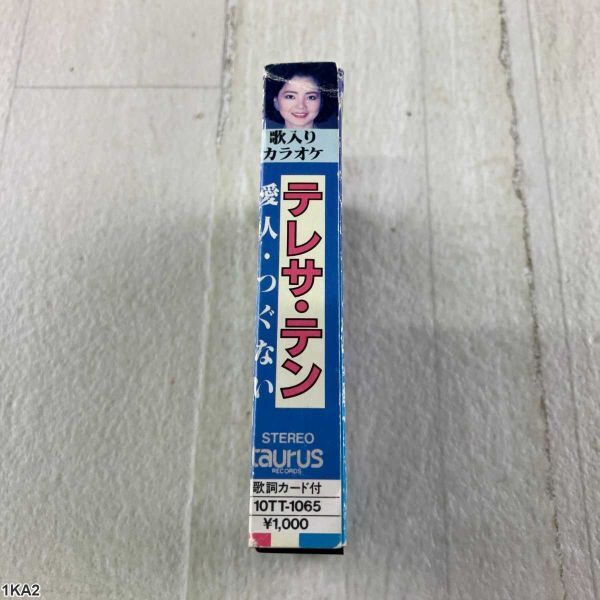 歌入り
カラオケ
テレサ・テン
愛人・つぐない
STEREO
taurus
RECORDS
歌詞カード付
10TT-1065
¥1,000
1KA2